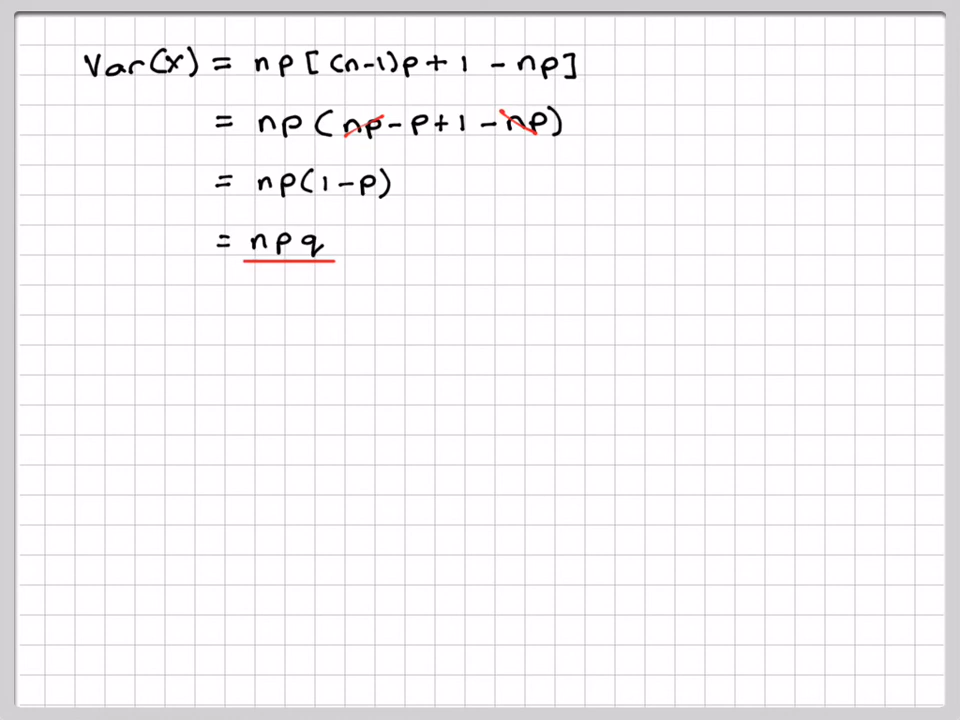 Var(x) = np[(n-1)p+1 - np]
= np(np-p+1-np)
= np(1-p)
= npq